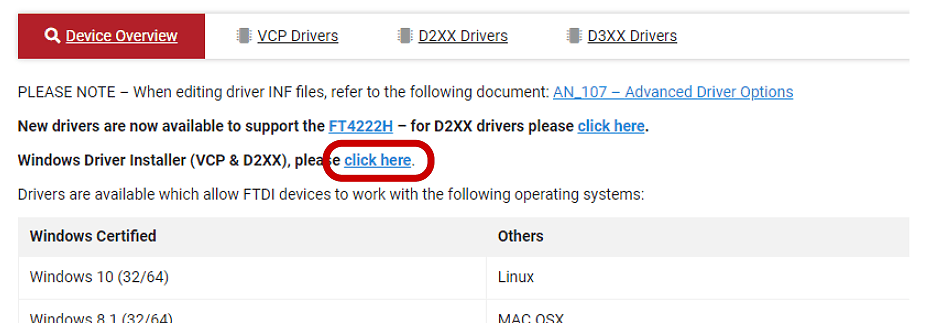 Device Overview VCP Drivers D2XX Drivers D3XX Drivers
PLEASE NOTE – When editing driver INF files, refer to the following document: AN_107 – Advanced Driver Options
New drivers are now available to support the FT4222H – for D2XX drivers please click here.
Windows Driver Installer (VCP & D2XX), please click here.
Drivers are available which allow FTDI devices to work with the following operating systems:
Windows Certified Others
Windows 10 (32/64) Linux
Windows 8.1 (32/64) MAC OSX